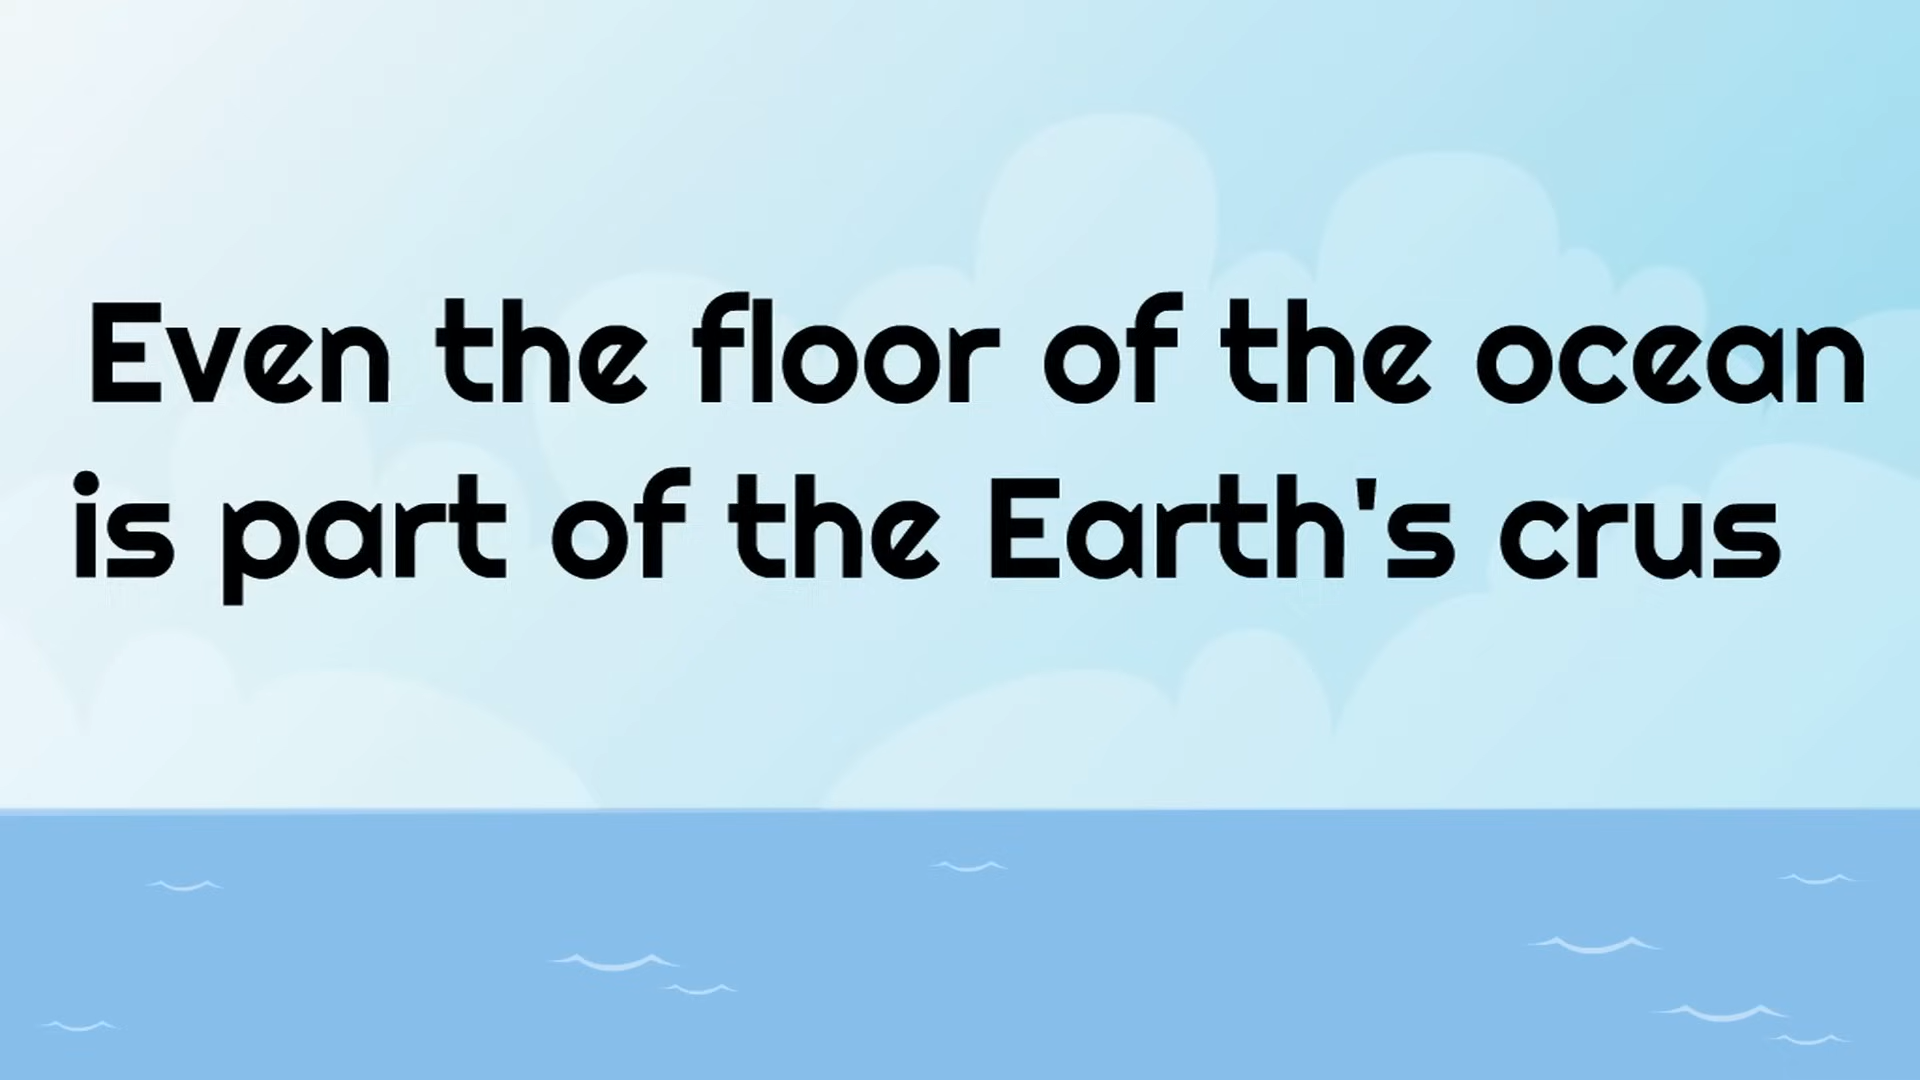 Even the floor of the ocean
is part of the Earth's crus